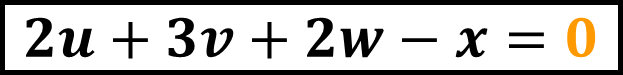 2u + 3v + 2w − x = 0